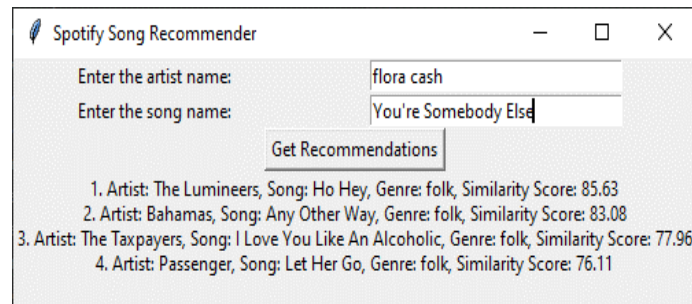 Spotify Song Recommender
Enter the artist name: flora cash
Enter the song name: You're Somebody Else
Get Recommendations
1. Artist: The Lumineers, Song: Ho Hey, Genre: folk, Similarity Score: 85.63
2. Artist: Bahamas, Song: Any Other Way, Genre: folk, Similarity Score: 83.08
3. Artist: The Taxpayers, Song: I Love You Like An Alcoholic, Genre: folk, Similarity Score: 77.96
4. Artist: Passenger, Song: Let Her Go, Genre: folk, Similarity Score: 76.11